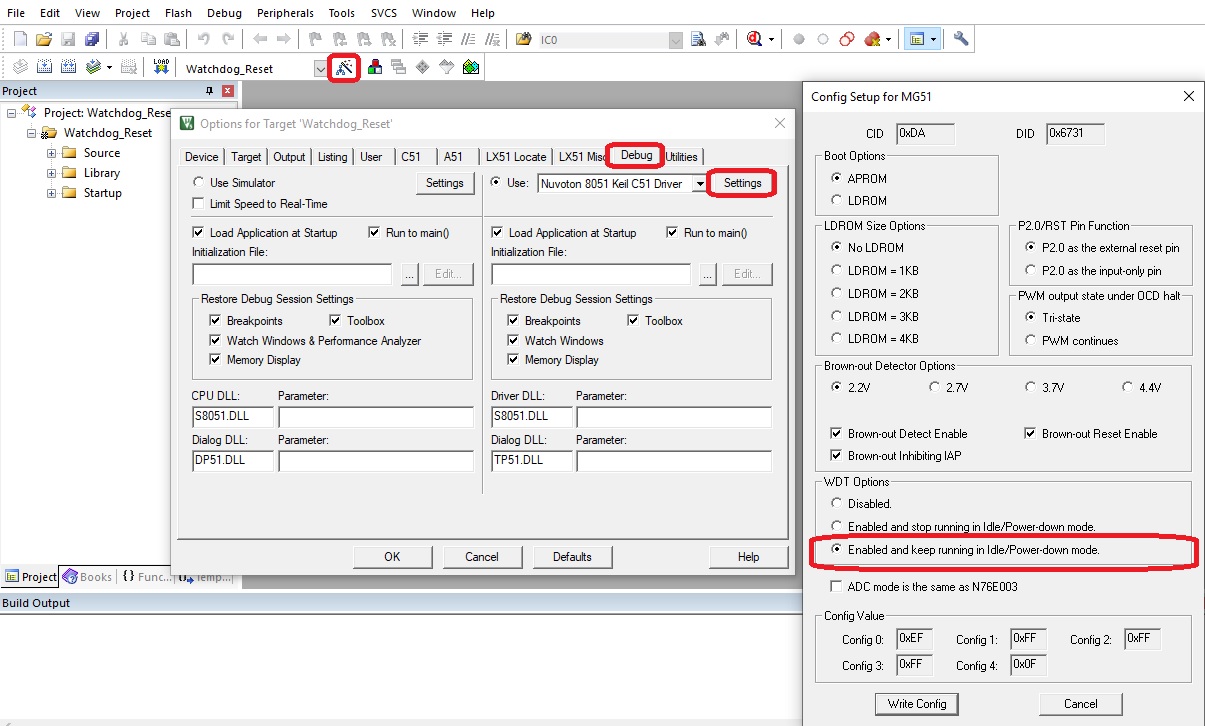 File Edit View Project Flash Debug Peripherals Tools SVCS Window Help
IC0
LOAD
Watchdog_Reset
Project
Project: Watchdog_Rese
Watchdog_Reset
Source
Library
Startup
Project Books {} Func...
Build Output
Options for Target 'Watchdog_Reset'
Device Target Output Listing User C51 A51 LX51 Locate LX51 Misc Debug Utilities
Use Simulator Settings
Limit Speed to Real-Time
Use: Nuvoton 8051 Keil C51 Driver Settings
Load Application at Startup Run to main()
Initialization File:
... Edit...
Restore Debug Session Settings
Breakpoints Toolbox
Watch Windows & Performance Analyzer
Memory Display
CPU DLL: Parameter:
S8051.DLL
Dialog DLL: Parameter:
DP51.DLL
Load Application at Startup Run to main()
Initialization File:
... Edit...
Restore Debug Session Settings
Breakpoints Toolbox
Watch Windows
Memory Display
Driver DLL: Parameter:
S8051.DLL
Dialog DLL: Parameter:
TP51.DLL
OK Cancel Defaults Help
Config Setup for MG51
CID 0xDA DID 0x6731
Boot Options
APROM
LDROM
LDROM Size Options
No LDROM
LDROM = 1KB
LDROM = 2KB
LDROM = 3KB
LDROM = 4KB
P2.0/RST Pin Function
P2.0 as the external reset pin
P2.0 as the input-only pin
PWM output state under OCD halt
Tri-state
PWM continues
Brown-out Detector Options
2.2V 2.7V 3.7V 4.4V
Brown-out Detect Enable Brown-out Reset Enable
Brown-out Inhibiting IAP
WDT Options
Disabled.
Enabled and stop running in Idle/Power-down mode.
Enabled and keep running in Idle/Power-down mode.
ADC mode is the same as N76E003
Config Value
Config 0: 0xEF Config 1: 0xFF Config 2: 0xFF
Config 3: 0xFF Config 4: 0x0F
Write Config Cancel